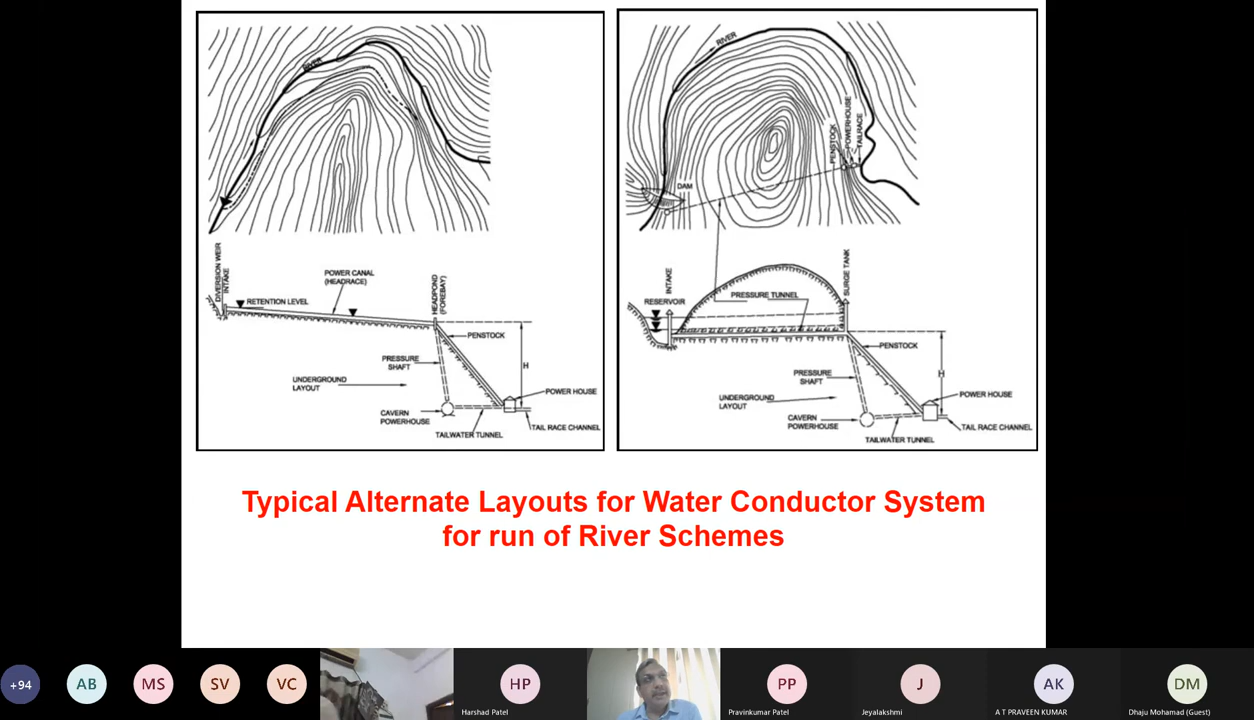 RIVER
DIVERSION WEIR
INTAKE
RETENTION LEVEL
POWER CANAL
(HEADRACE)
HEADPOND
(FOREBAY)
PENSTOCK
PRESSURE
SHAFT
H
UNDERGROUND
LAYOUT
POWER HOUSE
CAVERN
POWERHOUSE
TAIL RACE CHANNEL
TAILWATER TUNNEL
RIVER
PENSTOCK
POWERHOUSE
TAILRACE
DAM
INTAKE
SURGE TANK
RESERVOIR
PRESSURE TUNNEL
PENSTOCK
PRESSURE
SHAFT
H
UNDERGROUND
LAYOUT
POWER HOUSE
CAVERN
POWERHOUSE
TAIL RACE CHANNEL
TAILWATER TUNNEL
Typical Alternate Layouts for Water Conductor System
for run of River Schemes
+94
AB
MS
SV
VC
HP
Harshad Patel
PP
Pravinkumar Patel
J
Jeyalakshmi
AK
A T PRAVEEN KUMAR
DM
Dhaju Mohamad (Guest)